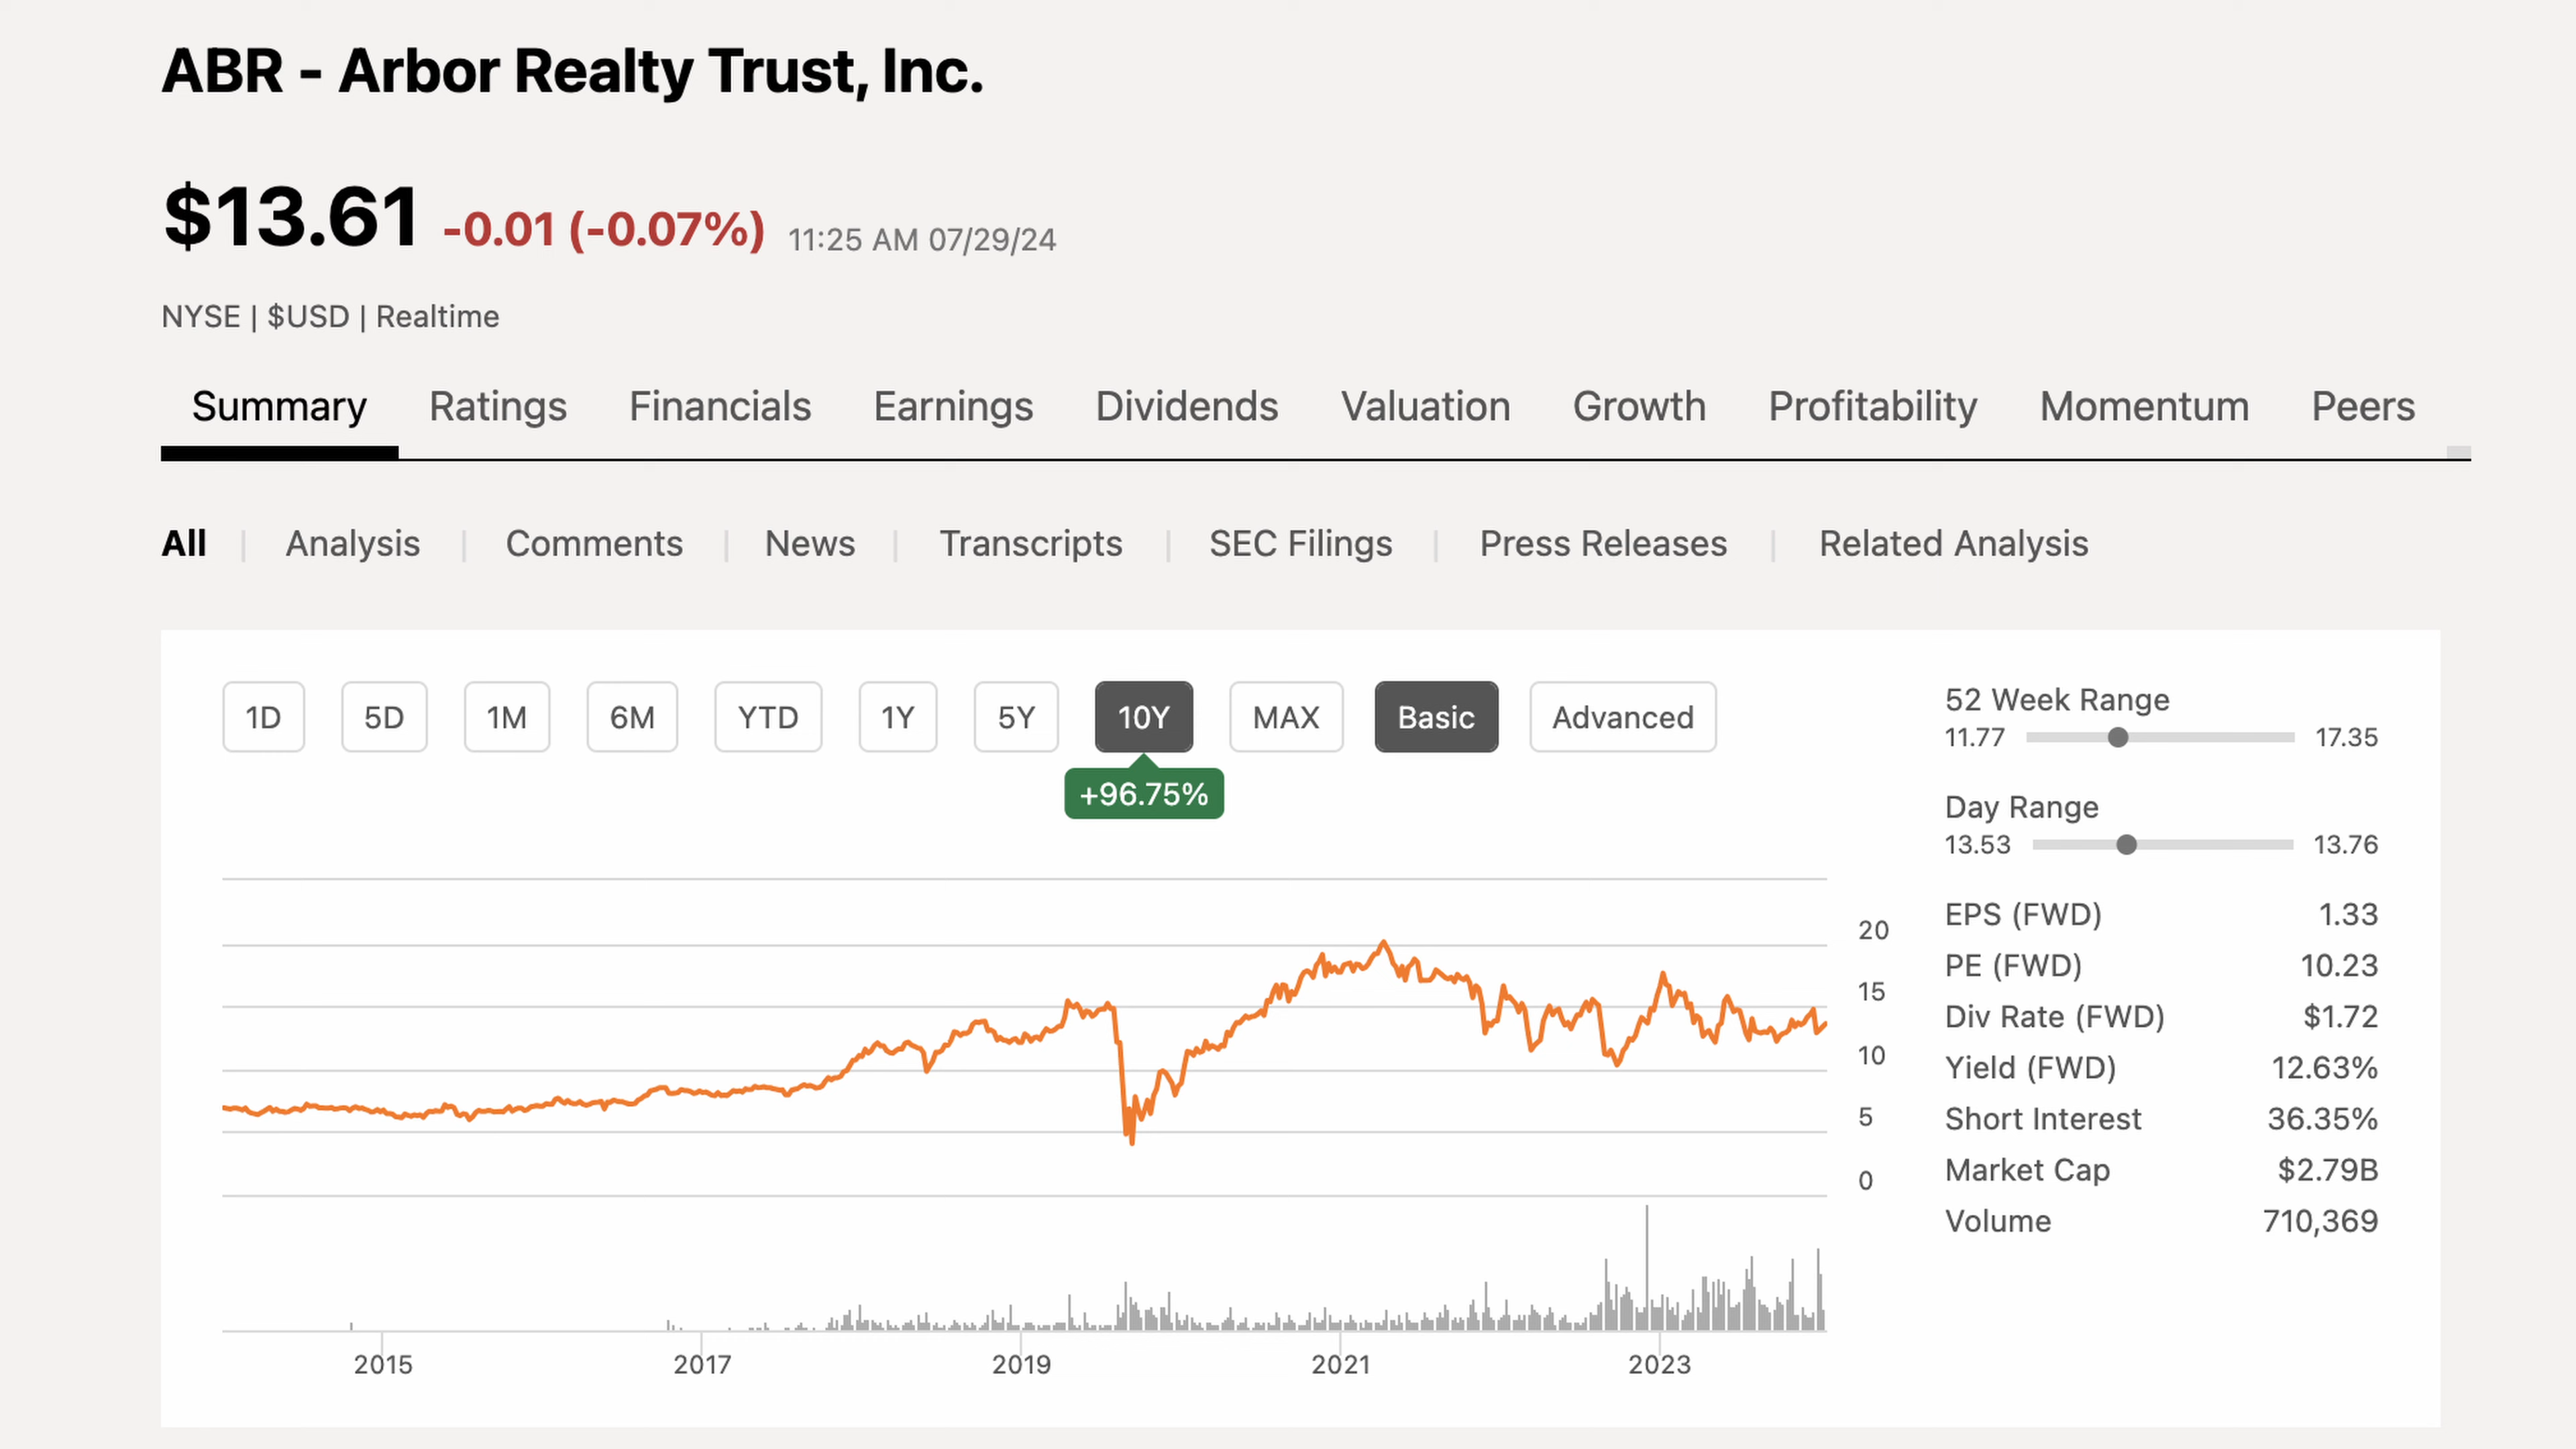 ABR - Arbor Realty Trust, Inc.
$13.61 -0.01 (-0.07%) 11:25 AM 07/29/24
NYSE | $USD | Realtime
Summary Ratings Financials Earnings Dividends Valuation Growth Profitability Momentum Peers
All | Analysis | Comments | News | Transcripts | SEC Filings | Press Releases | Related Analysis
1D 5D 1M 6M YTD 1Y 5Y 10Y MAX Basic Advanced
+96.75%
20
15
10
5
0
2015 2017 2019 2021 2023
52 Week Range
11.77 17.35
Day Range
13.53 13.76
EPS (FWD) 1.33
PE (FWD) 10.23
Div Rate (FWD) $1.72
Yield (FWD) 12.63%
Short Interest 36.35%
Market Cap $2.79B
Volume 710,369